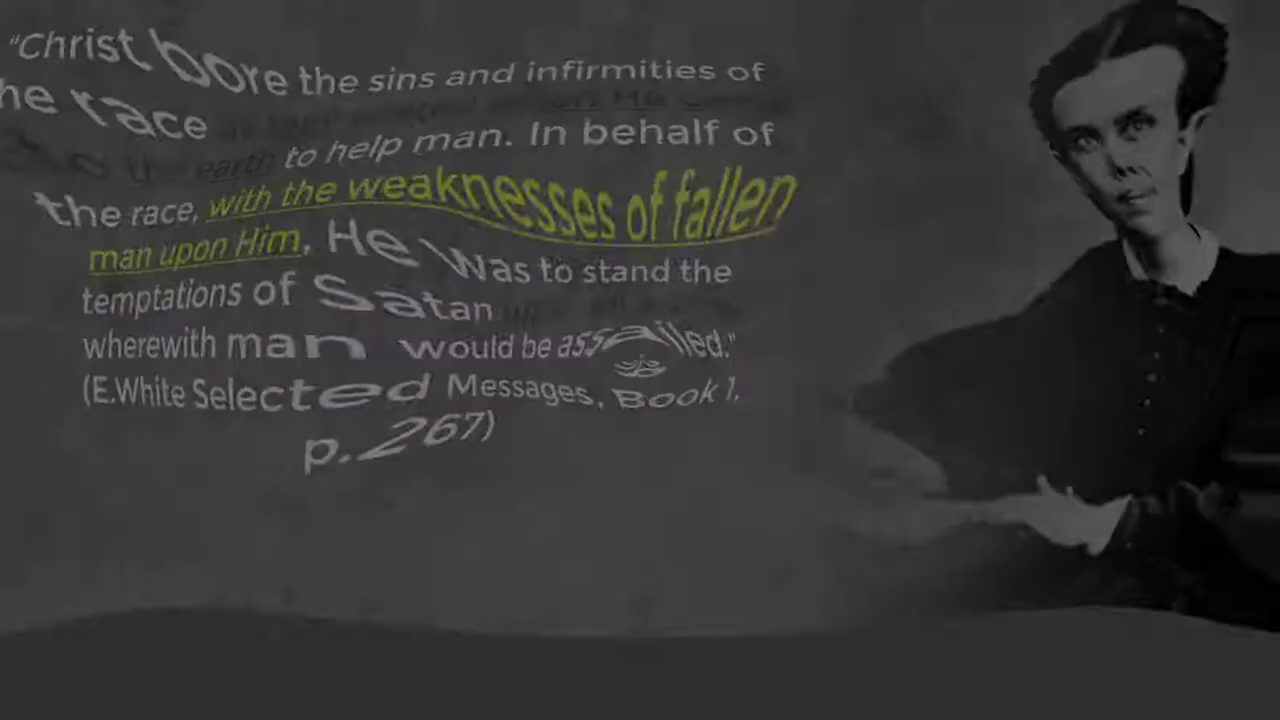 "Christ bore the sins and infirmities of
he race
earth to help man. In behalf of
the race, with the weaknesses of fallen
man upon Him, He was to stand the
temptations of Satan
wherewith man would be assailed."
(E.White Selected Messages, Book 1,
p. 267)